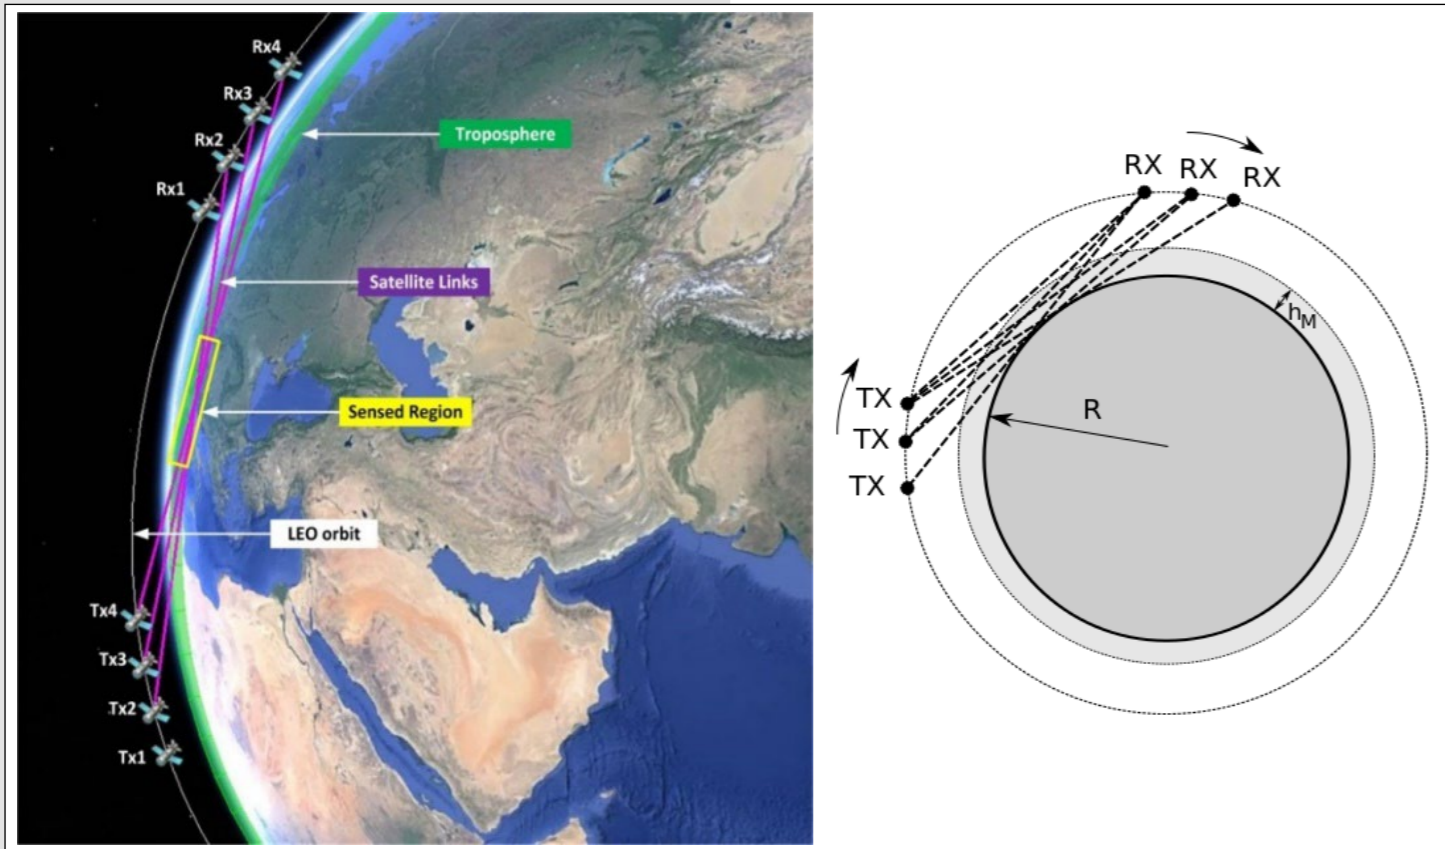 Rx4
Rx3
Rx2
Rx1
Troposphere
Satellite Links
Sensed Region
LEO orbit
Tx4
Tx3
Tx2
Tx1
RX RX RX
hM
TX
R
TX
TX